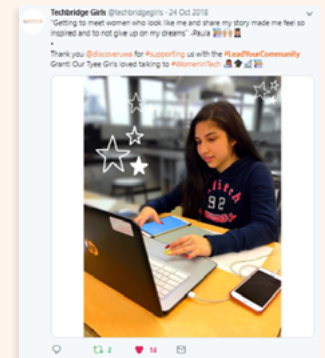 Techbridge Girls @techbridgegirls · 24 Oct 2018
"Getting to meet women who look like me and share my story made me feel so
inspired and to not give up on my dreams" -Paula
•
Thank you @discoveruwa for #supporting us with the #LeadYourCommunity
Grant! Our Tyee Girls loved talking to #WomeninTech
92
2
14